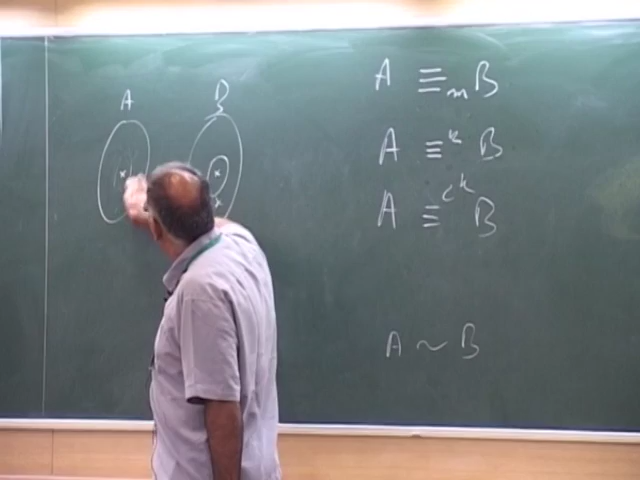 A B
A ≡ₘ B
A ≡ᵏ B
A ≡ᶜᵏ B
A ~ B